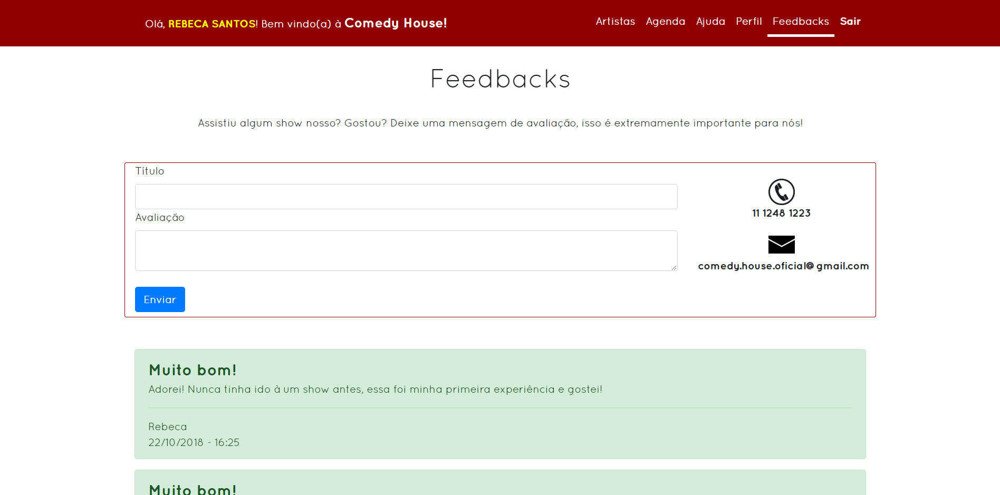 Olá, REBECA SANTOS! Bem vindo(a) à Comedy House!
Artistas Agenda Ajuda Perfil Feedbacks Sair
Feedbacks
Assistiu algum show nosso? Gostou? Deixe uma mensagem de avaliação, isso é extremamente importante para nós!
Título
Avaliação
Enviar
11 1248 1223
comedy.house.oficial@gmail.com
Muito bom!
Adorei! Nunca tinha ido à um show antes, essa foi minha primeira experiência e gostei!
Rebeca
22/10/2018 - 16:25
Muito bom!